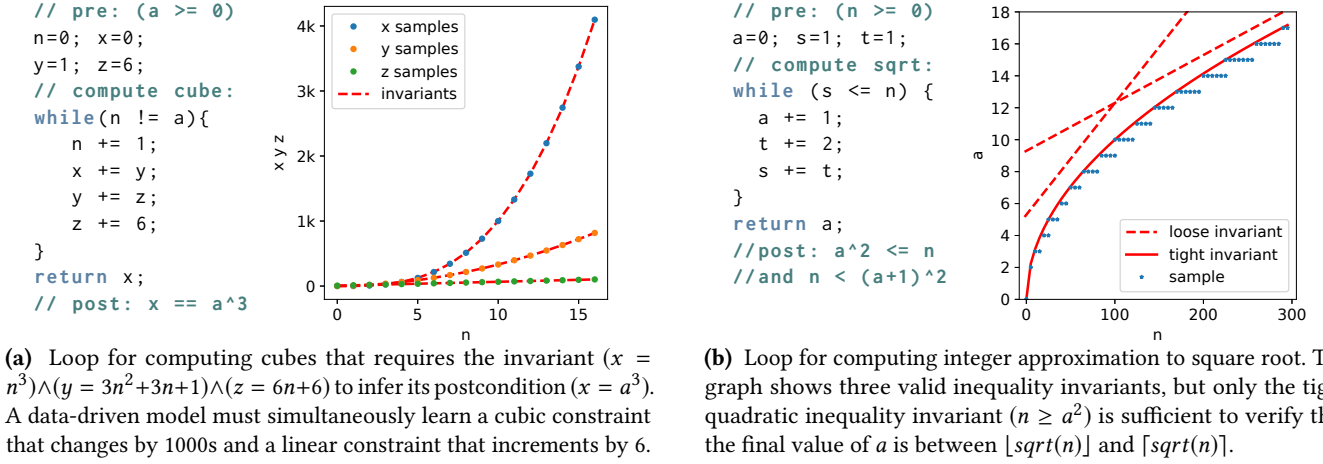 // pre: (a >= 0)
n=0; x=0;
y=1; z=6;
// compute cube:
while(n != a){
n += 1;
x += y;
y += z;
z += 6;
}
return x;
// post: x == a^3
x y z
4k
3k
2k
1k
0
x samples
y samples
z samples
invariants
0 5 10 15
n
(a) Loop for computing cubes that requires the invariant (x =
n³)∧(y = 3n²+3n+1)∧(z = 6n+6) to infer its postcondition (x = a³).
A data-driven model must simultaneously learn a cubic constraint
that changes by 1000s and a linear constraint that increments by 6.
// pre: (n >= 0)
a=0; s=1; t=1;
// compute sqrt:
while (s <= n) {
a += 1;
t += 2;
s += t;
}
return a;
//post: a^2 <= n
//and n < (a+1)^2
a
18
16
14
12
10
8
6
4
2
0
loose invariant
tight invariant
sample
0 100 200 300
n
(b) Loop for computing integer approximation to square root. T
graph shows three valid inequality invariants, but only the tig
quadratic inequality invariant (n ≥ a²) is sufficient to verify th
the final value of a is between ⌊sqrt(n)⌋ and ⌈sqrt(n)⌉.